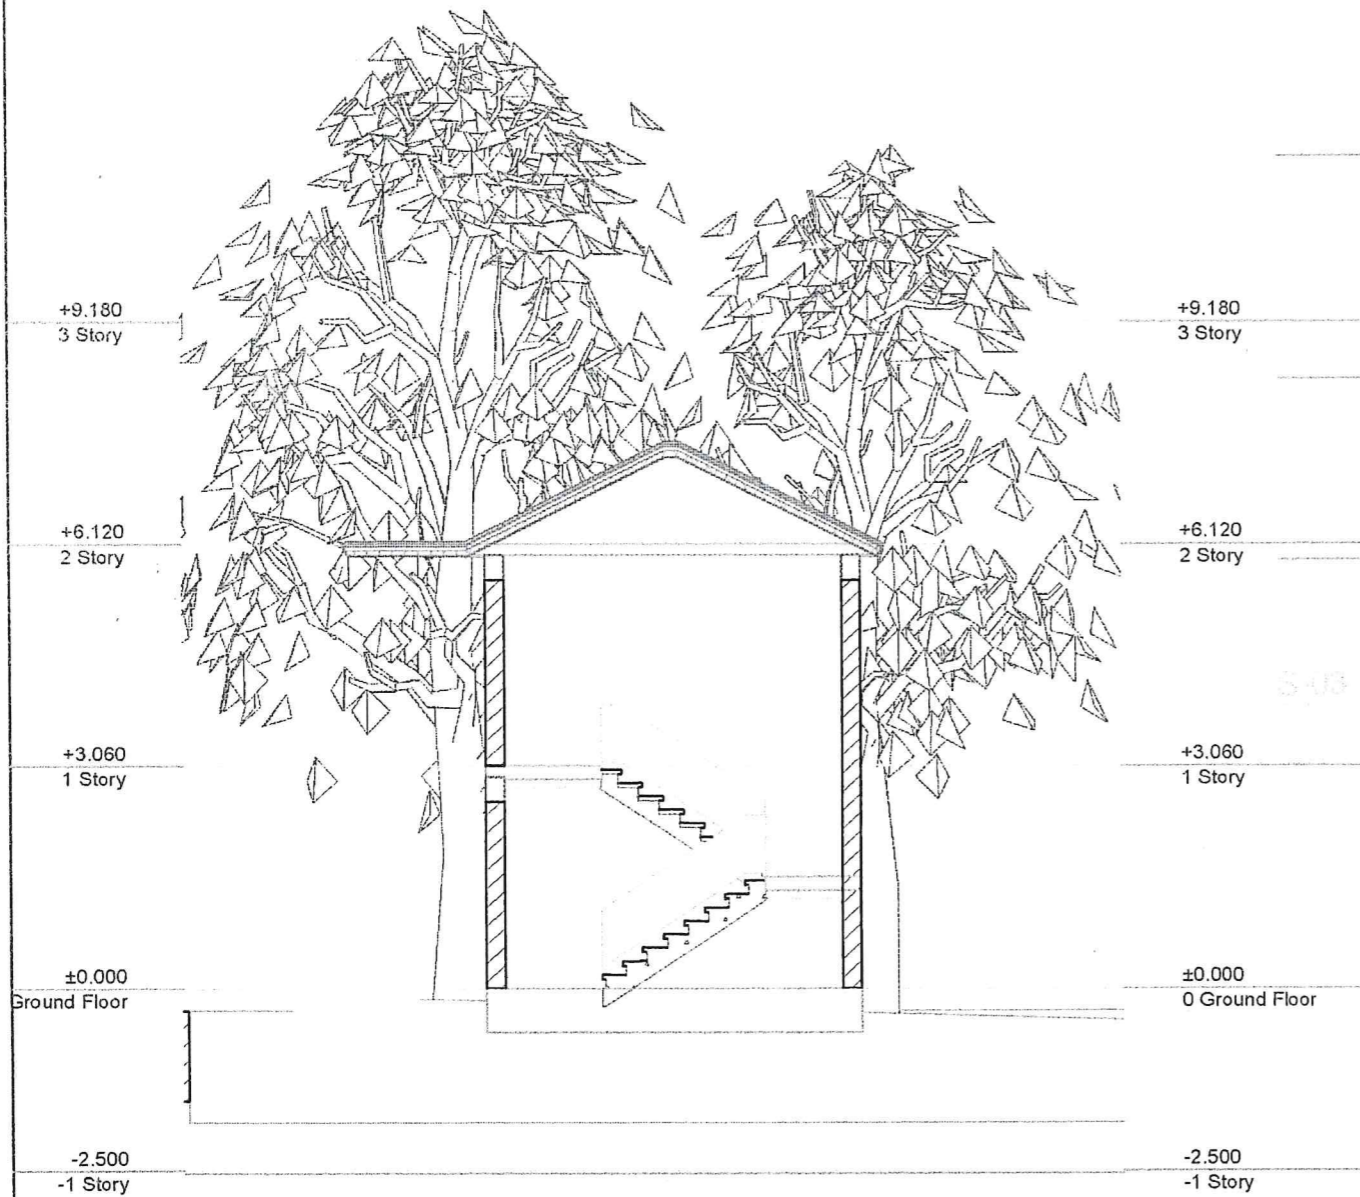 +9.180
3 Story
+6.120
2 Story
+3.060
1 Story
±0.000
Ground Floor
-2.500
-1 Story
+9.180
3 Story
+6.120
2 Story
S-03
+3.060
1 Story
±0.000
0 Ground Floor
-2.500
-1 Story